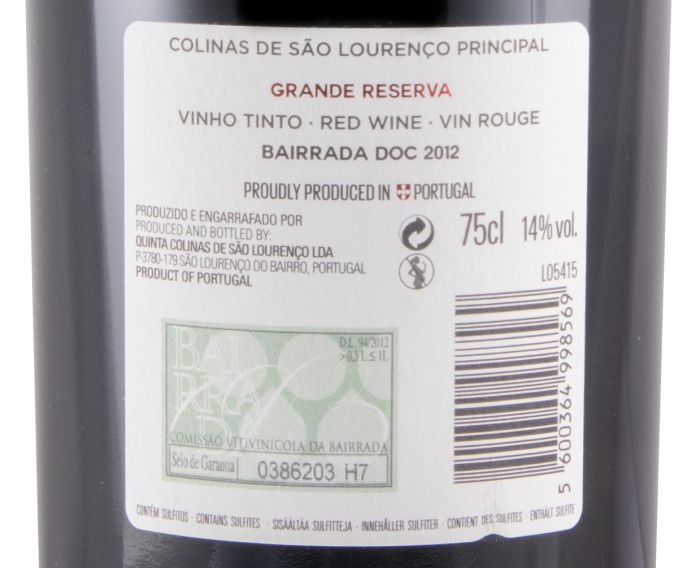 COLINAS DE SÃO LOURENÇO PRINCIPAL
GRANDE RESERVA
VINHO TINTO · RED WINE · VIN ROUGE
BAIRRADA DOC 2012
PROUDLY PRODUCED IN PORTUGAL
PRODUZIDO E ENGARRAFADO POR
PRODUCED AND BOTTLED BY:
QUINTA COLINAS DE SÃO LOURENÇO LDA
P-3780-179 SÃO LOURENÇO DO BAIRRO, PORTUGAL
PRODUCT OF PORTUGAL
75cl 14%vol.
L05415
5 600364 998569
BAI
RRA
DA
D.L. 94/2012
>0.5 L ≤ 1L
COMISSÃO VITIVINÍCOLA DA BAIRRADA
Selo de Garantia 0386203 H7
CONTÉM SULFITOS · CONTAINS SULFITES · SISÄÄLTÄÄ SULFITTEJA · INNEHÅLLER SULFITER · CONTIENT DES SULFITES · ENTHÄLT SULFITE